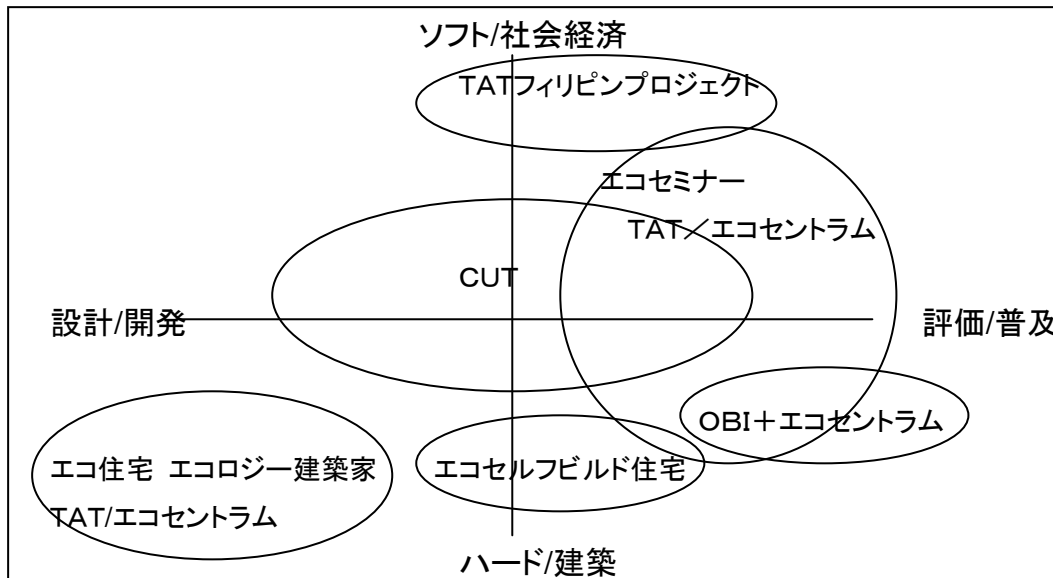 ソフト/社会経済
TATフィリピンプロジェクト
エコセミナー
TAT／エコセントラム
CUT
設計/開発
評価/普及
OBI＋エコセントラム
エコ住宅 エコロジー建築家
TAT/エコセントラム
エコセルフビルド住宅
ハード/建築